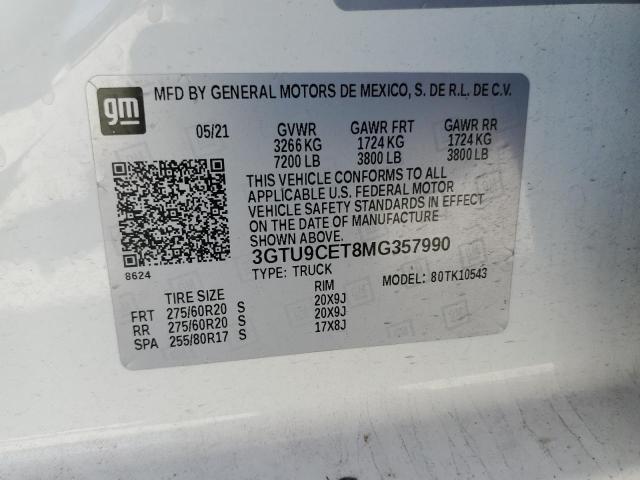 gm
MFD BY GENERAL MOTORS DE MEXICO, S. DE R.L. DE C.V.
05/21 GVWR GAWR FRT GAWR RR
3266 KG 1724 KG 1724 KG
7200 LB 3800 LB 3800 LB
THIS VEHICLE CONFORMS TO ALL
APPLICABLE U.S. FEDERAL MOTOR
VEHICLE SAFETY STANDARDS IN EFFECT
ON THE DATE OF MANUFACTURE
SHOWN ABOVE.
3GTU9CET8MG357990
8624
TYPE: TRUCK MODEL: 80TK10543
TIRE SIZE RIM
FRT 275/60R20 S 20X9J
RR 275/60R20 S 20X9J
SPA 255/80R17 S 17X8J